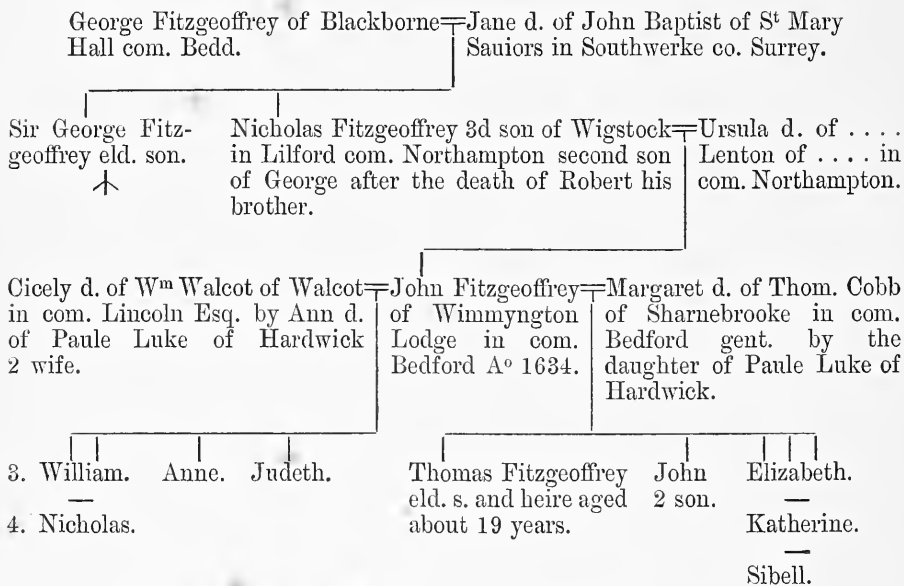 George Fitzgeoffrey of Blackborne
Hall com. Bedd.
Jane d. of John Baptist of Sᵗ Mary
Sauiors in Southwerke co. Surrey.
Sir George Fitz-
geoffrey eld. son.
Nicholas Fitzgeoffrey 3d son of Wigstock
in Lilford com. Northampton second son
of George after the death of Robert his
brother.
Ursula d. of . . . .
Lenton of . . . . in
com. Northampton.
Cicely d. of Wᵐ Walcot of Walcot
in com. Lincoln Esq. by Ann d.
of Paule Luke of Hardwick
2 wife.
John Fitzgeoffrey
of Wimmyngton
Lodge in com.
Bedford Aᵒ 1634.
Margaret d. of Thom. Cobb
of Sharnebrooke in com.
Bedford gent. by the
daughter of Paule Luke of
Hardwick.
3. William.
4. Nicholas.
Anne.
Judeth.
Thomas Fitzgeoffrey
eld. s. and heire aged
about 19 years.
John
2 son.
Elizabeth.
Katherine.
Sibell.